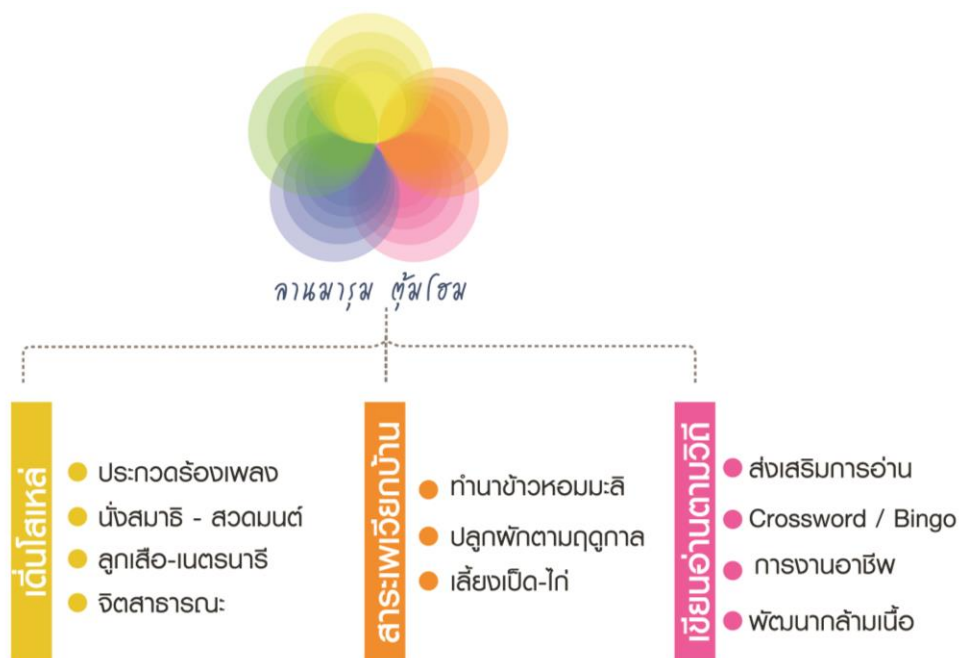 ลานมารุม ตุ้มโฮม
เดิ่นโสเหล่
ประกวดร้องเพลง
นั่งสมาธิ - สวดมนต์
ลูกเสือ-เนตรนารี
จิตสาธารณะ
สาระเพเวียกบ้าน
ทำนาข้าวหอมมะลิ
ปลูกผักตามฤดูกาล
เลี้ยงเป็ด-ไก่
เขียนอ่านตามวิถี
ส่งเสริมการอ่าน
Crossword / Bingo
การงานอาชีพ
พัฒนากล้ามเนื้อ